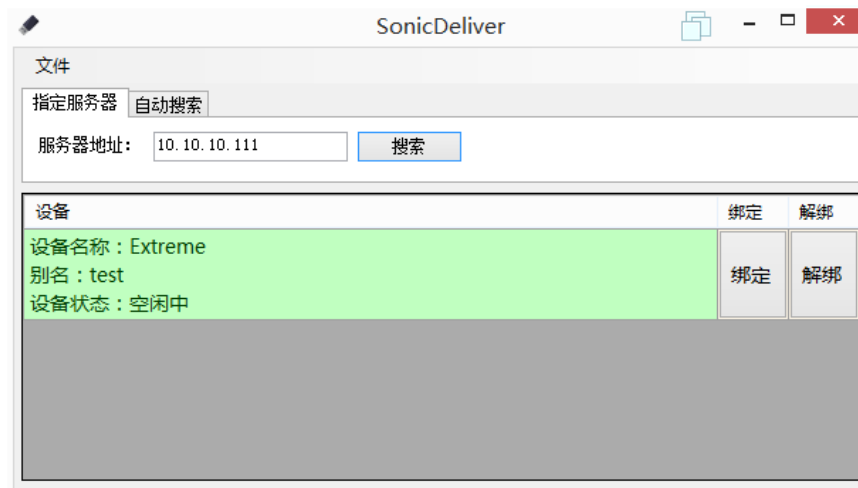 SonicDeliver
文件
指定服务器 自动搜索
服务器地址: 10.10.10.111 搜索
设备 绑定 解绑
设备名称：Extreme
别名：test
设备状态：空闲中
绑定 解绑